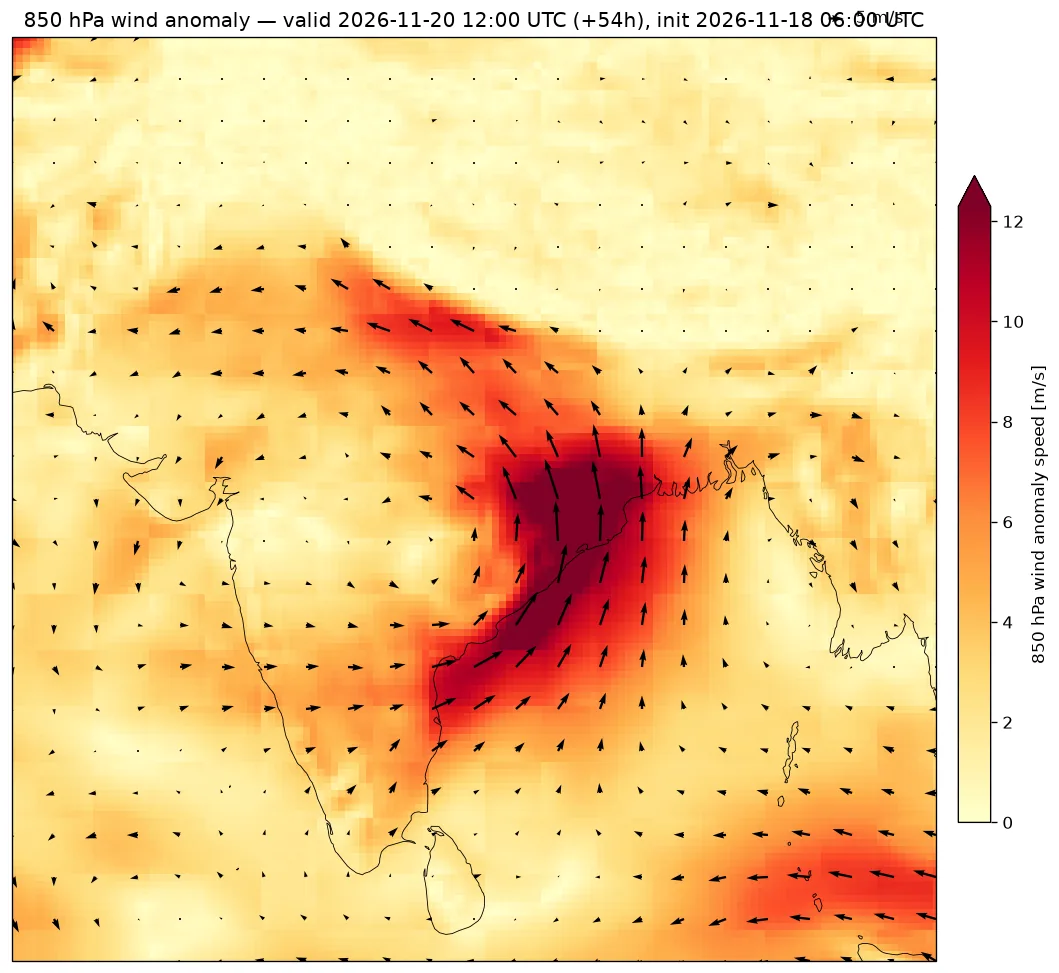 850 hPa wind anomaly — valid 2026-11-20 12:00 UTC (+54h), init 2026-11-18 06:00 UTC
5 m/s
12
10
8
6
4
2
0
850 hPa wind anomaly speed [m/s]